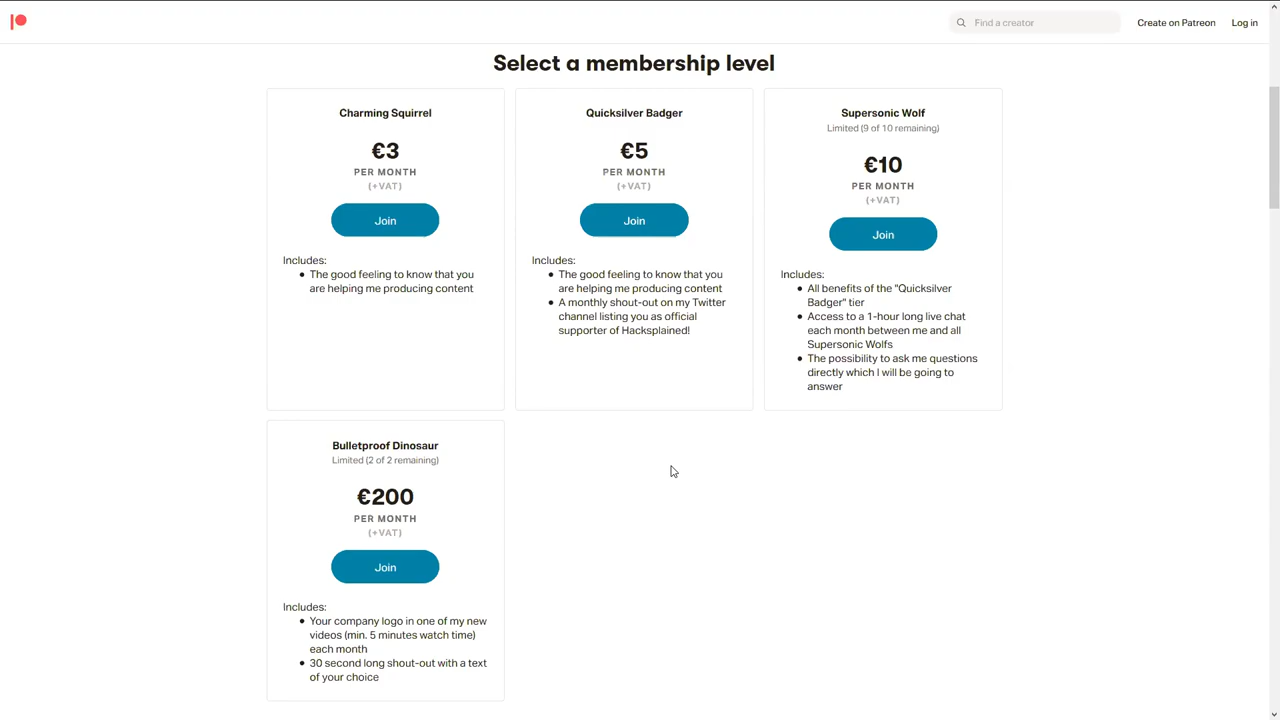 Find a creator
Create on Patreon
Log in
Select a membership level
Charming Squirrel
€3
PER MONTH
(+VAT)
Join
Includes:
• The good feeling to know that you
are helping me producing content
Quicksilver Badger
€5
PER MONTH
(+VAT)
Join
Includes:
• The good feeling to know that you
are helping me producing content
• A monthly shout-out on my Twitter
channel listing you as official
supporter of Hacksplained!
Supersonic Wolf
Limited (9 of 10 remaining)
€10
PER MONTH
(+VAT)
Join
Includes:
• All benefits of the "Quicksilver
Badger" tier
• Access to a 1-hour long live chat
each month between me and all
Supersonic Wolfs
• The possibility to ask me questions
directly which I will be going to
answer
Bulletproof Dinosaur
Limited (2 of 2 remaining)
€200
PER MONTH
(+VAT)
Join
Includes:
• Your company logo in one of my new
videos (min. 5 minutes watch time)
each month
• 30 second long shout-out with a text
of your choice